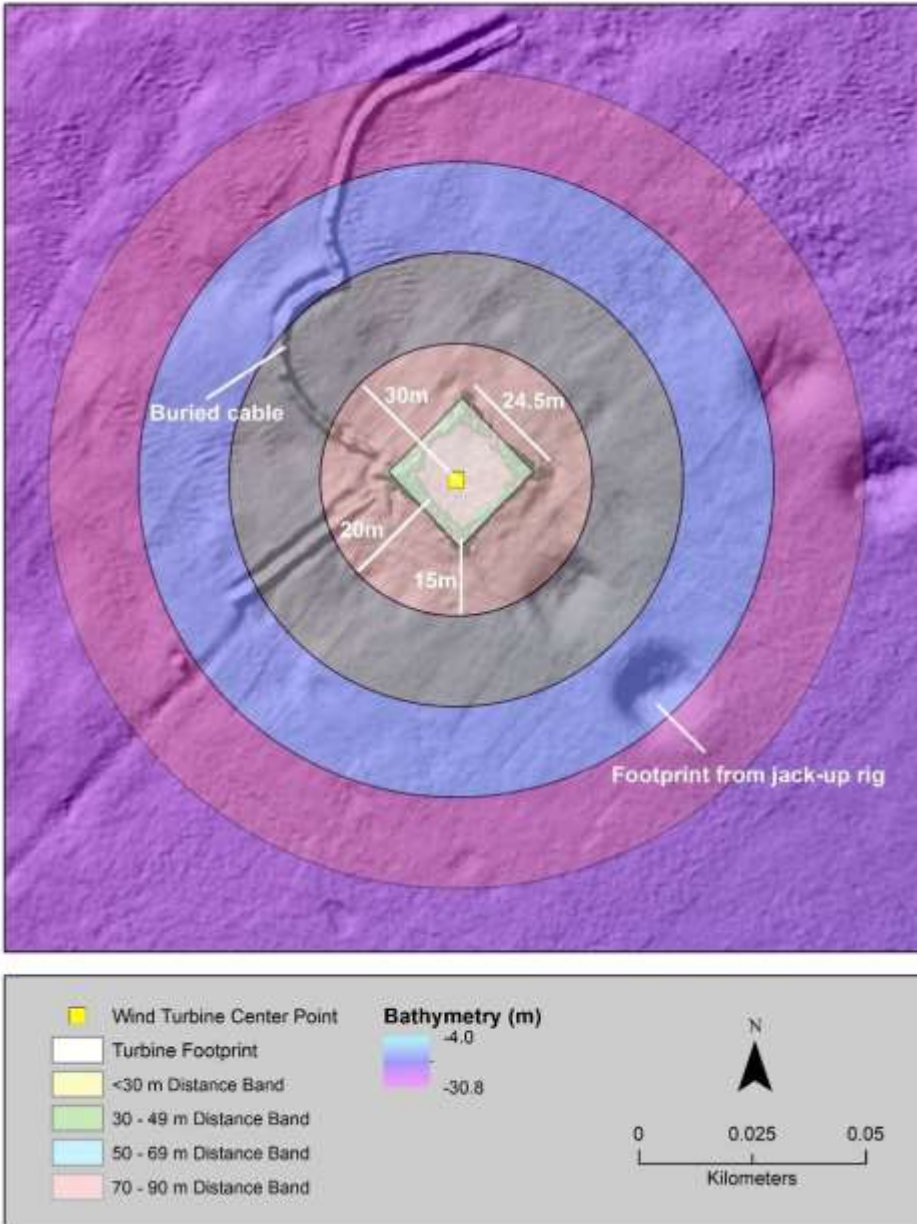 30m
24.5m
Buried cable
20m
15m
Footprint from jack-up rig
Wind Turbine Center Point
Turbine Footprint
<30 m Distance Band
30 - 49 m Distance Band
50 - 69 m Distance Band
70 - 90 m Distance Band
Bathymetry (m)
-4.0
-30.8
N
0 0.025 0.05
Kilometers